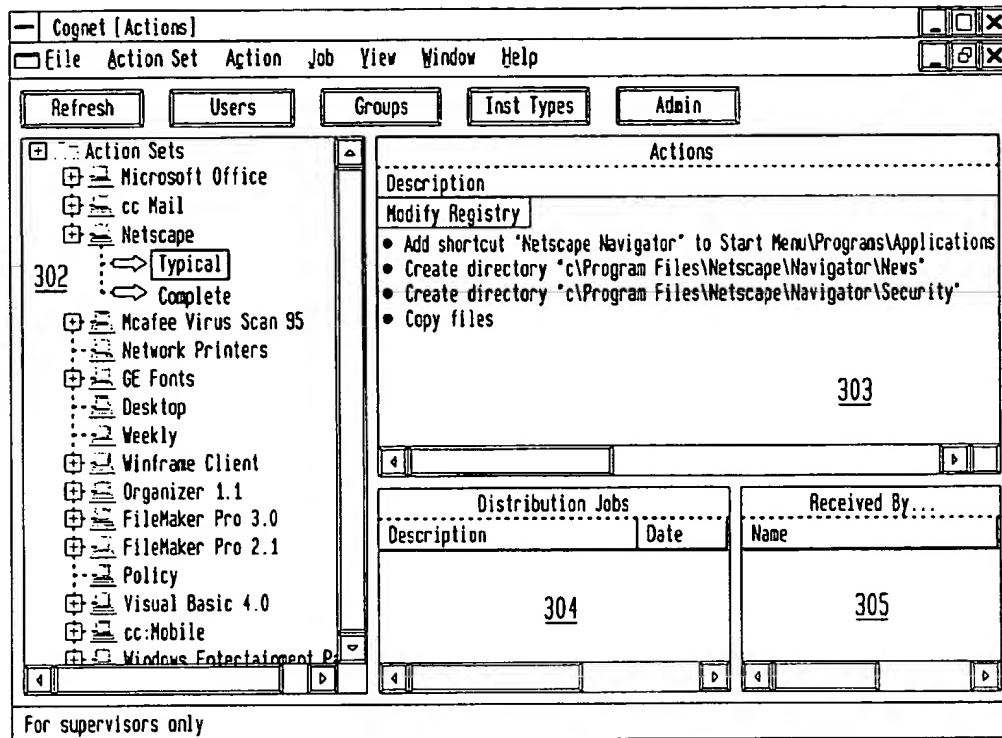 Cognet [Actions]
File Action Set Action Job View Window Help
Refresh Users Groups Inst Types Admin
Action Sets
Microsoft Office
cc Mail
Netscape
Typical
Complete
302
Mcafee Virus Scan 95
Network Printers
GE Fonts
Desktop
Weekly
Winframe Client
Organizer 1.1
FileMaker Pro 3.0
FileMaker Pro 2.1
Policy
Visual Basic 4.0
cc:Mobile
Windows Entertainment Pa
Actions
Description
Modify Registry
• Add shortcut "Netscape Navigator" to Start Menu\Programs\Applications
• Create directory "c\Program Files\Netscape\Navigator\News"
• Create directory "c\Program Files\Netscape\Navigator\Security"
• Copy files
303
Distribution Jobs
Description Date
304
Received By...
Name
305
For supervisors only